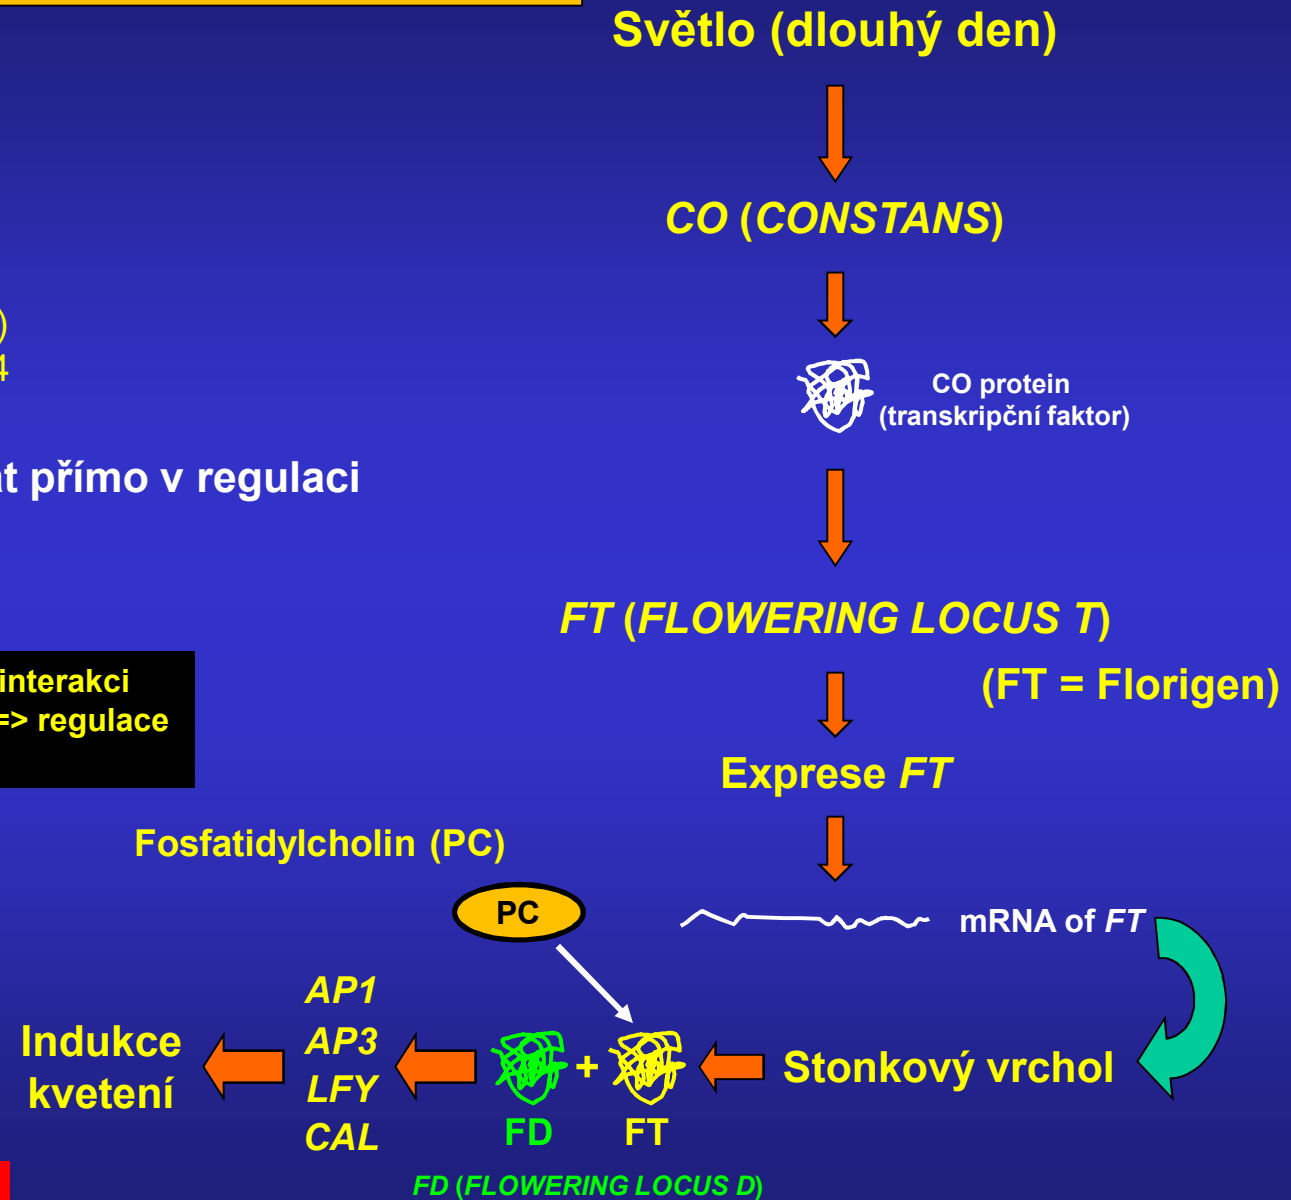 Světlo (dlouhý den)
CO (CONSTANS)
)
4
CO protein
(transkripční faktor)
t přímo v regulaci
FT (FLOWERING LOCUS T)
interakci
=> regulace
(FT = Florigen)
Exprese FT
Fosfatidylcholin (PC)
PC
mRNA of FT
AP1
AP3
LFY
CAL
Indukce
kvetení
+
Stonkový vrchol
FD
FT
FD (FLOWERING LOCUS D)